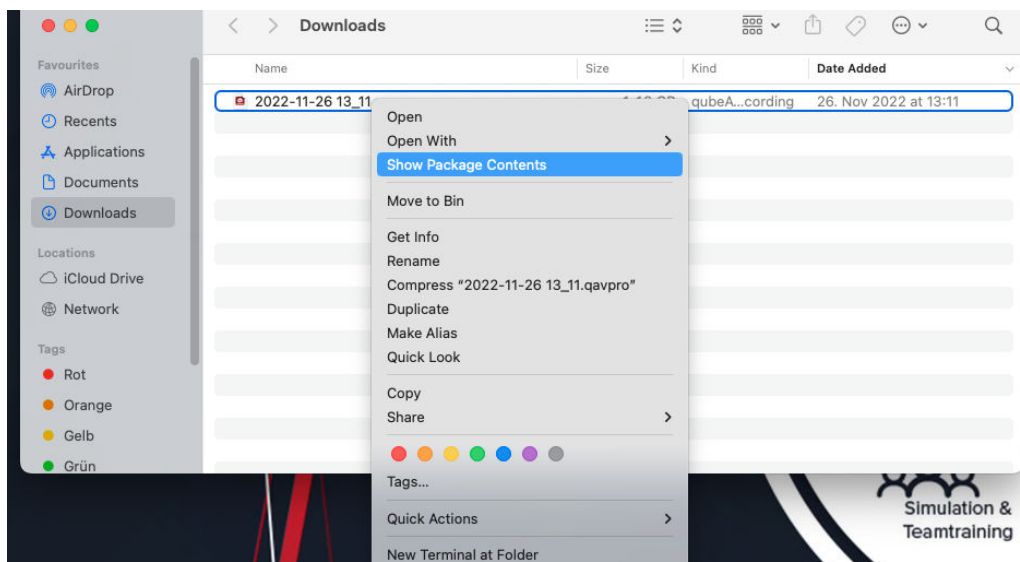 Downloads
Favourites
AirDrop
Recents
Applications
Documents
Downloads
Locations
iCloud Drive
Network
Tags
Rot
Orange
Gelb
Grün
Name Size Kind Date Added
2022-11-26 13_11 qubeA...cording 26. Nov 2022 at 13:11
Open
Open With
Show Package Contents
Move to Bin
Get Info
Rename
Compress “2022-11-26 13_11.qavpro”
Duplicate
Make Alias
Quick Look
Copy
Share
Tags...
Quick Actions
New Terminal at Folder
Simulation &
Teamtraining